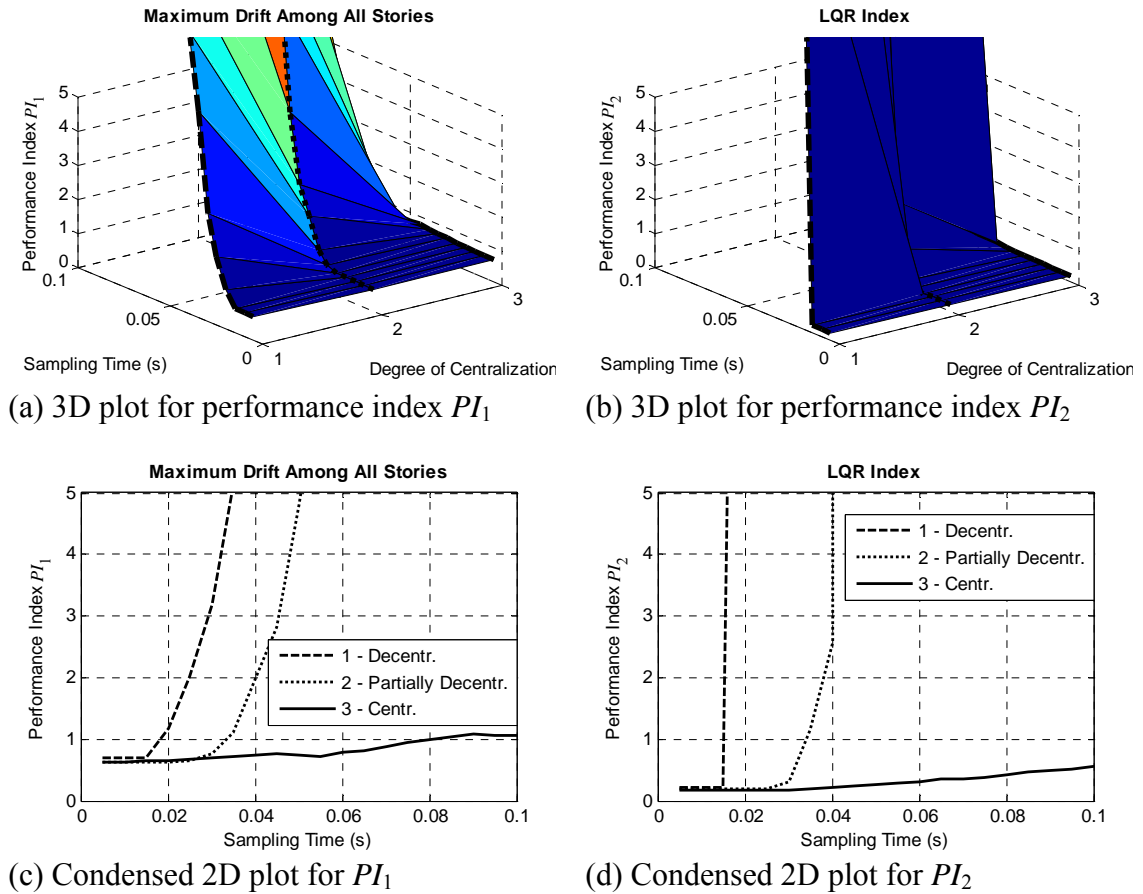 Maximum Drift Among All Stories
Performance Index PI1
5
4
3
2
1
0
0.1
0.05
0
Sampling Time (s)
1
2
3
Degree of Centralization
(a) 3D plot for performance index PI1
LQR Index
Performance Index PI2
5
4
3
2
1
0
0.1
0.05
0
Sampling Time (s)
1
2
3
Degree of Centralization
(b) 3D plot for performance index PI2
Maximum Drift Among All Stories
Performance Index PI1
5
4
3
2
1
0
1 - Decentr.
2 - Partially Decentr.
3 - Centr.
0 0.02 0.04 0.06 0.08 0.1
Sampling Time (s)
(c) Condensed 2D plot for PI1
LQR Index
Performance Index PI2
5
4
3
2
1
0
1 - Decentr.
2 - Partially Decentr.
3 - Centr.
0 0.02 0.04 0.06 0.08 0.1
Sampling Time (s)
(d) Condensed 2D plot for PI2